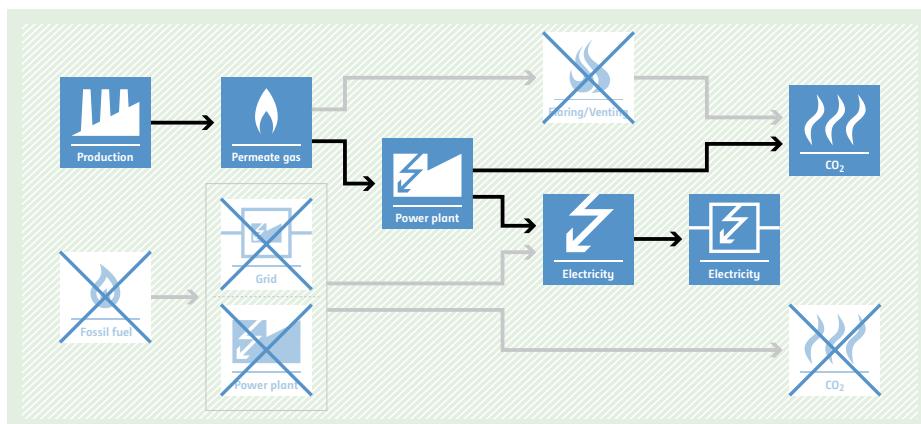 Flaring/Venting
Production
Permeate gas
CO₂
Power plant
Grid
Electricity
Electricity
Fossil fuel
Power plant
CO₂